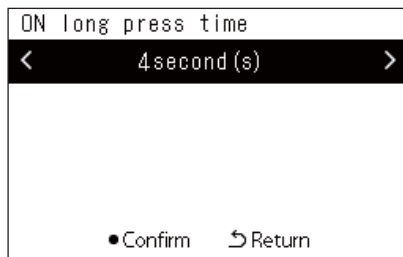 ON long press time
< 4second(s) >
●Confirm ⮌Return